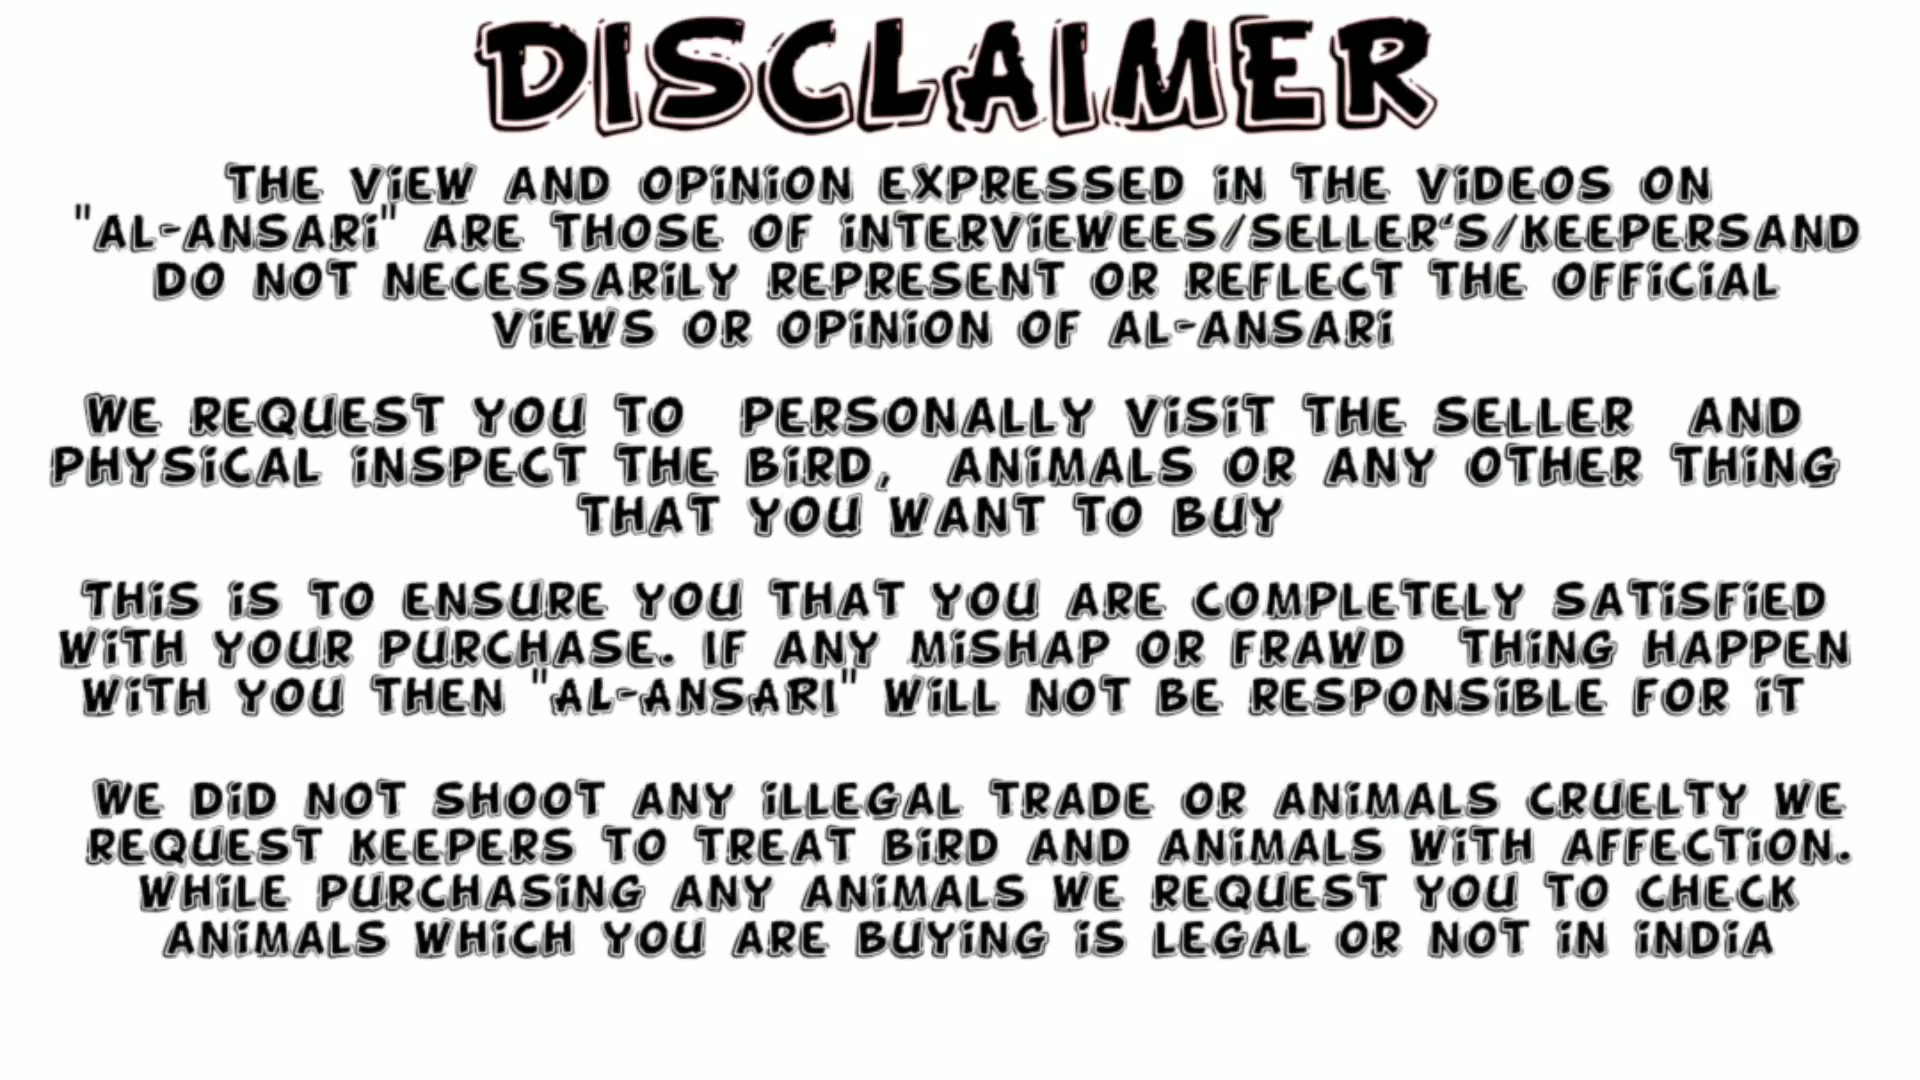 DISCLAIMER
THE ViEW AND OPiNiON EXPRESSED iN THE ViDEOS ON
"AL-ANSARi" ARE THOSE OF iNTERViEWEES/SELLER'S/KEEPERSAND
DO NOT NECESSARiLY REPRESENT OR REFLECT THE OFFiCiAL
ViEWS OR OPiNiON OF AL-ANSARi
WE REQUEST YOU TO PERSONALLY ViSiT THE SELLER AND
PHYSiCAL iNSPECT THE BiRD, ANiMALS OR ANY OTHER THiNG
THAT YOU WANT TO BUY
THiS iS TO ENSURE YOU THAT YOU ARE COMPLETELY SATiSFiED
WiTH YOUR PURCHASE. IF ANY MiSHAP OR FRAWD THiNG HAPPEN
WiTH YOU THEN "AL-ANSARI" WiLL NOT BE RESPONSiBLE FOR iT
WE DiD NOT SHOOT ANY iLLEGAL TRADE OR ANiMALS CRUELTY WE
REQUEST KEEPERS TO TREAT BiRD AND ANiMALS WiTH AFFECTiON.
WHiLE PURCHASiNG ANY ANiMALS WE REQUEST YOU TO CHECK
ANiMALS WHiCH YOU ARE BUYiNG iS LEGAL OR NOT iN iNDiA